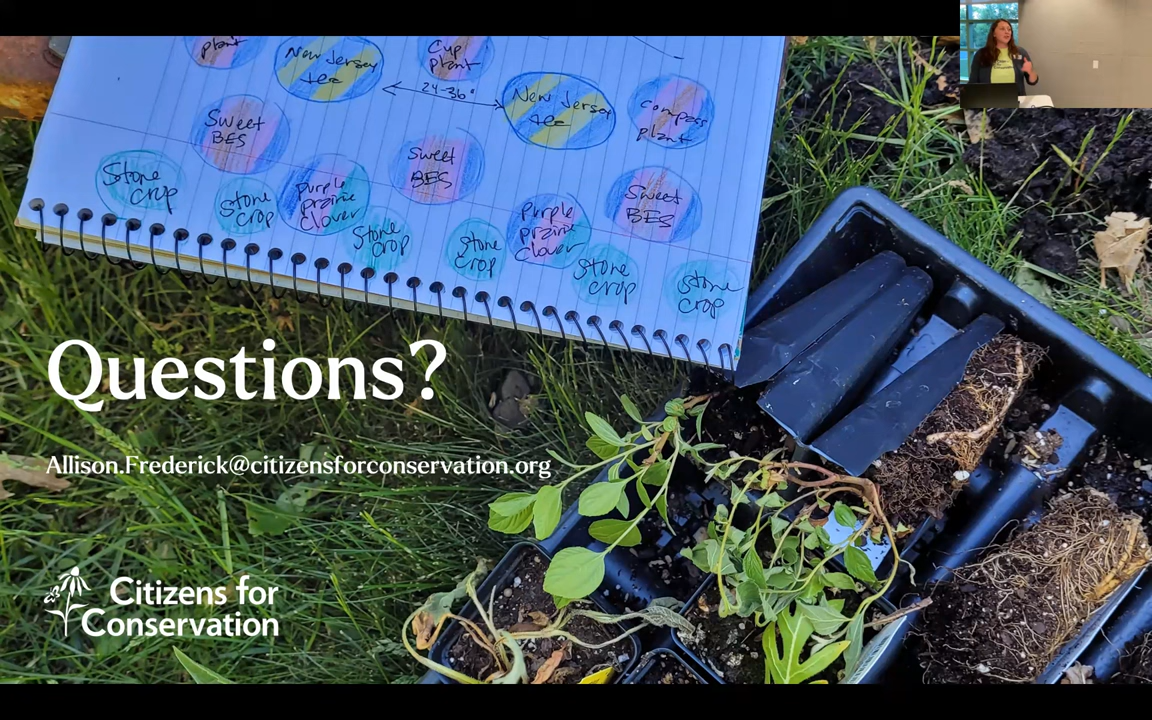 plant
New Jersey
tea
Cup
plant
24-36"
New Jersey
tea
Compass
plant
Sweet
BES
Sweet
BES
Sweet
BES
Stone
crop
Stone
crop
Purple
prairie
clover
Stone
crop
Stone
crop
Purple
prairie
clover
Stone
crop
Stone
crop
Questions?
Allison.Frederick@citizensforconservation.org
Citizens for
Conservation